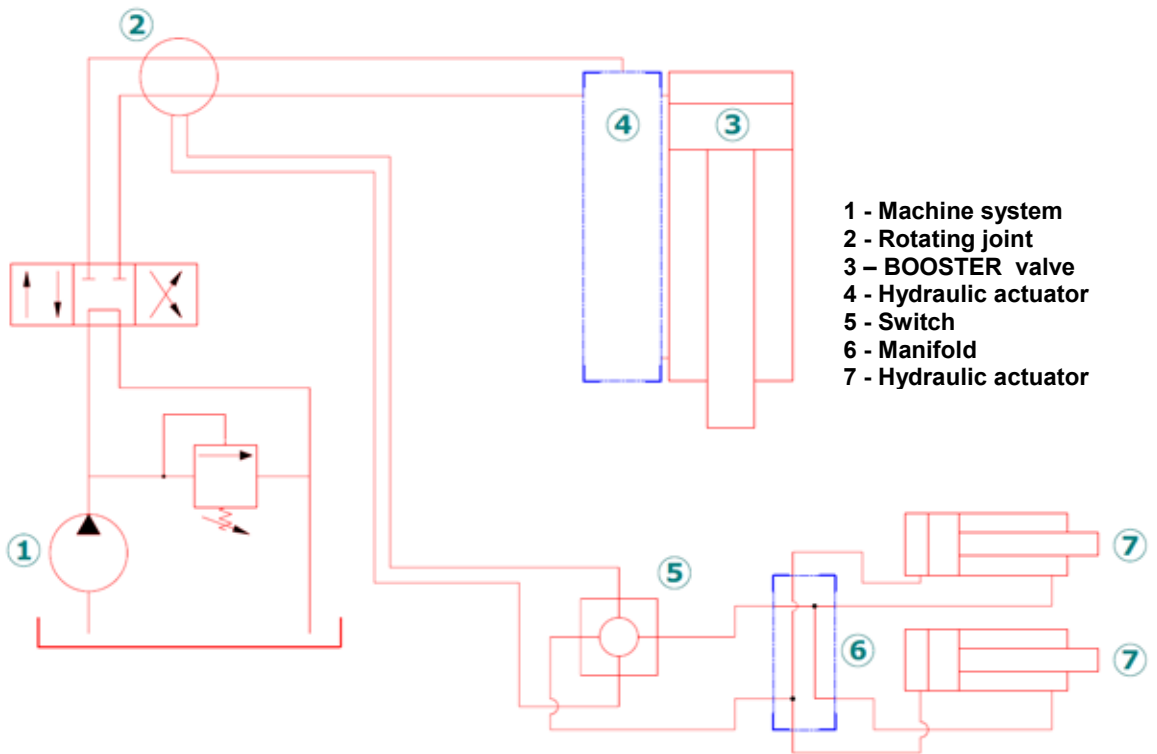 2
4
3
1 - Machine system
2 - Rotating joint
3 – BOOSTER valve
4 - Hydraulic actuator
5 - Switch
6 - Manifold
7 - Hydraulic actuator
1
5
7
6
7